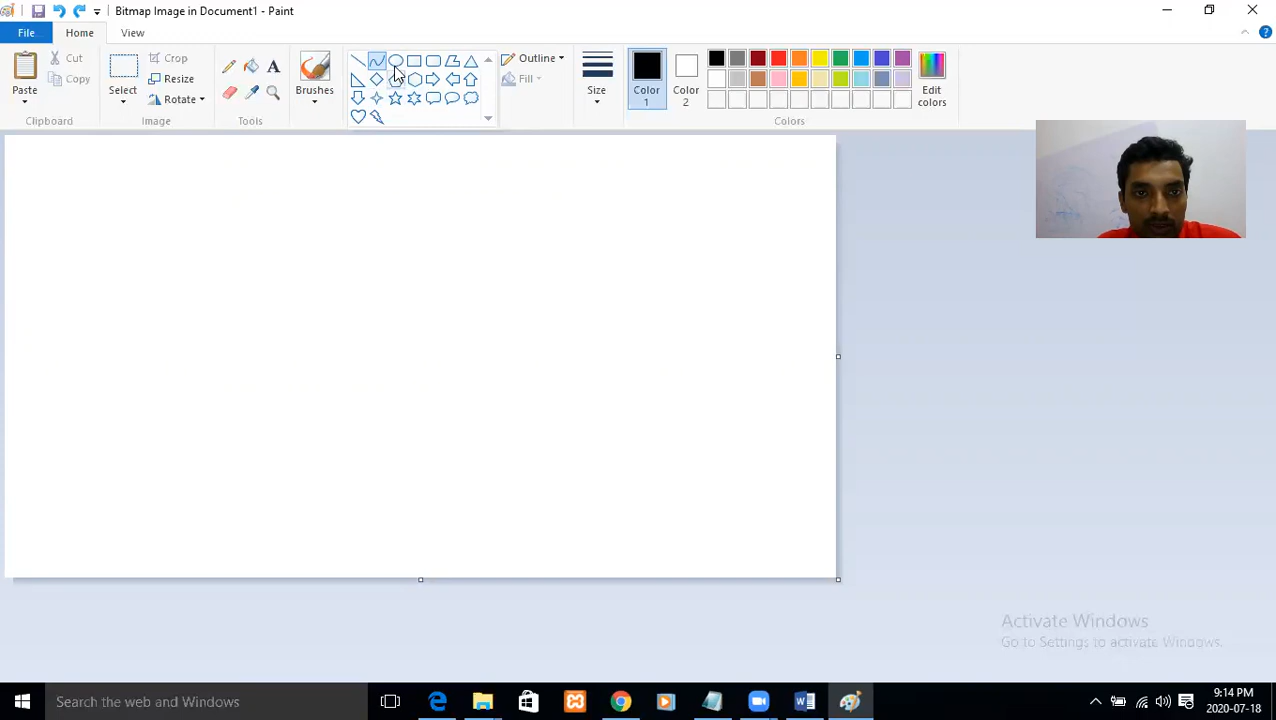 Bitmap Image in Document1 - Paint
File
Home
View
Paste
Cut
Copy
Clipboard
Select
Crop
Resize
Rotate
Image
A
Tools
Brushes
Outline
Fill
Size
Color
1
Color
2
Edit
colors
Colors
Activate Windows
Go to Settings to activate Windows.
Search the web and Windows
9:14 PM
2020-07-18